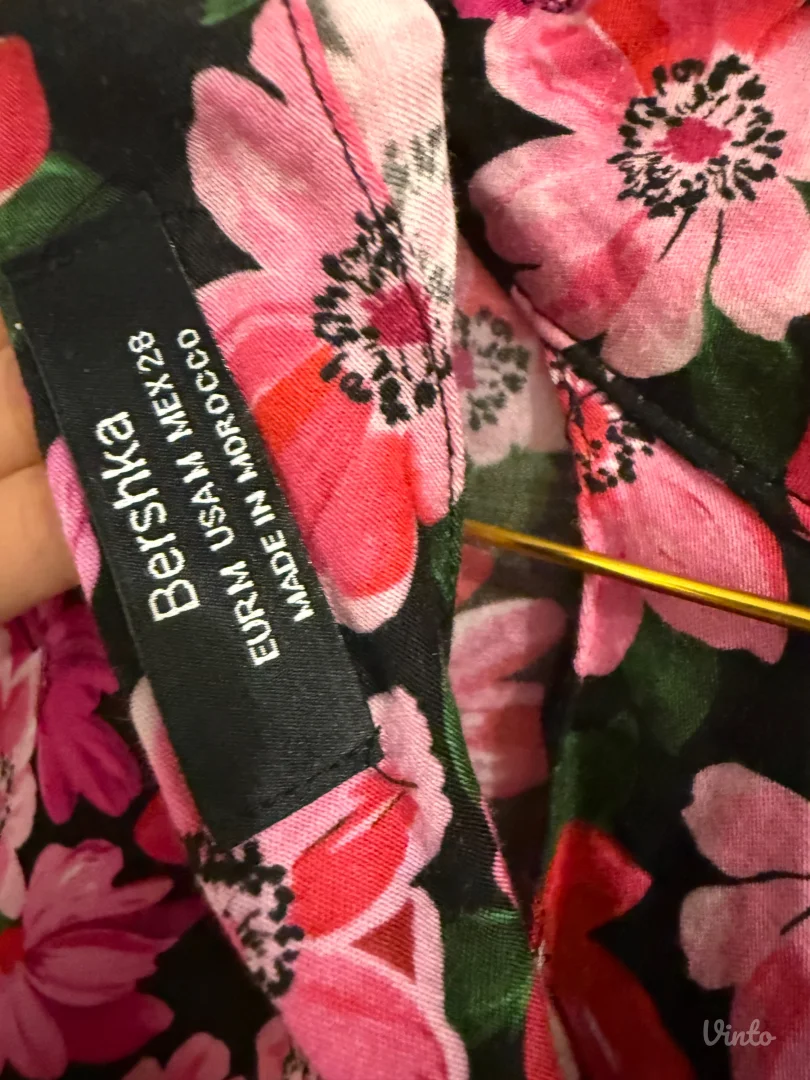 Bershka
EUR M USA M MEX 28
MADE IN MOROCCO
Vinto